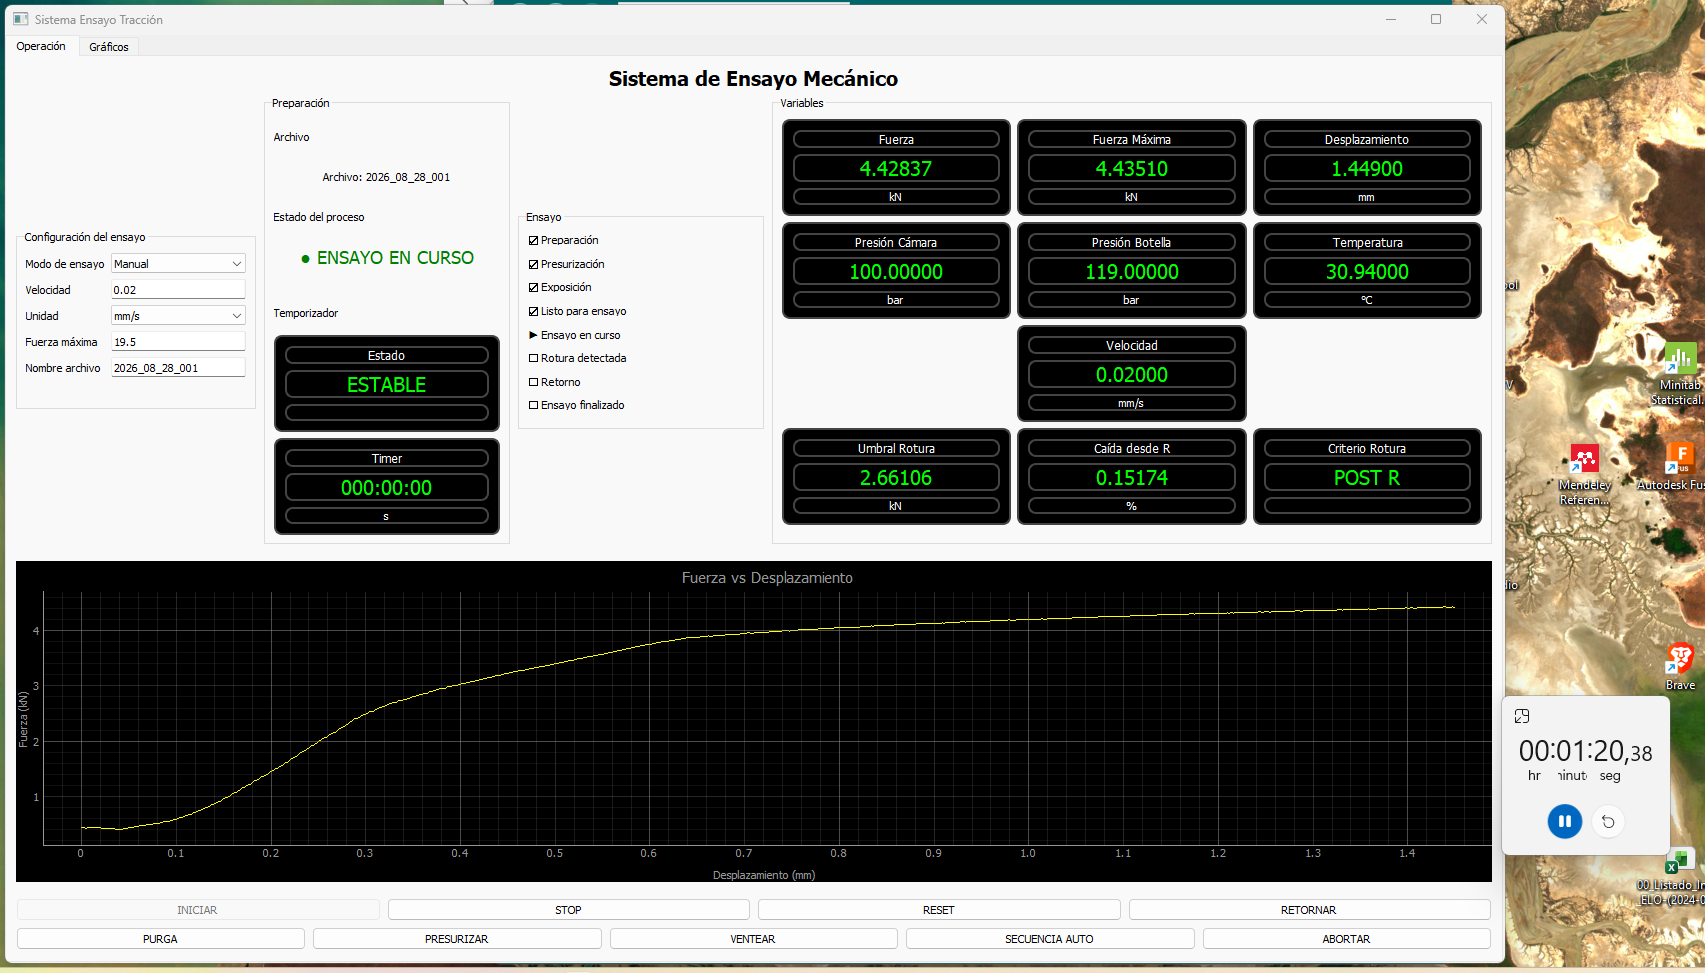 Sistema Ensayo Tracción
Operación
Gráficos
Sistema de Ensayo Mecánico
Configuración del ensayo
Modo de ensayo
Manual
Velocidad
0.02
Unidad
mm/s
Fuerza máxima
19.5
Nombre archivo
2026_08_28_001
Preparación
Archivo
Archivo: 2026_08_28_001
Estado del proceso
● ENSAYO EN CURSO
Temporizador
Estado
ESTABLE
Timer
000:00:00
s
Ensayo
Preparación
Presurización
Exposición
Listo para ensayo
Ensayo en curso
Rotura detectada
Retorno
Ensayo finalizado
Variables
Fuerza
4.42837
kN
Fuerza Máxima
4.43510
kN
Desplazamiento
1.44900
mm
Presión Cámara
100.00000
bar
Presión Botella
119.00000
bar
Temperatura
30.94000
ºC
Velocidad
0.02000
mm/s
Umbral Rotura
2.66106
kN
Caída desde R
0.15174
%
Criterio Rotura
POST R
Fuerza vs Desplazamiento
Fuerza (kN)
4
3
2
1
0 0.1 0.2 0.3 0.4 0.5 0.6 0.7 0.8 0.9 1.0 1.1 1.2 1.3 1.4
Desplazamiento (mm)
INICIAR
STOP
RESET
RETORNAR
PURGA
PRESURIZAR
VENTEAR
SECUENCIA AUTO
ABORTAR
Minitab
Statistical...
Mendeley
Referen...
Autodesk Fus
Brave
00:01:20,38
hr
minut
seg
00_Listado_In